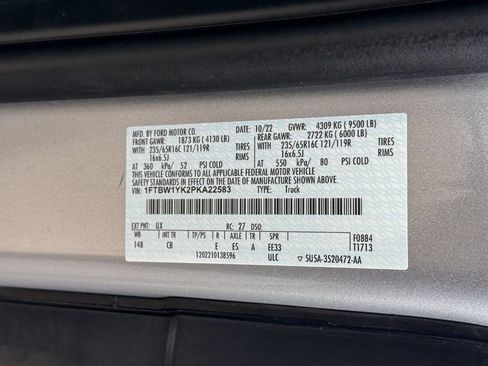 MFD. BY FORD MOTOR CO.
DATE: 10/22 GVWR: 4309 KG (9500 LB)
FRONT GAWR: 1873 KG (4130 LB)
REAR GAWR: 2722 KG (6000 LB)
235/65R16C 121/119R TIRES
235/65R16C 121/119R TIRES
16x6.5J RIMS
16x6.5J RIMS
AT 360 kPa/ 52 PSI COLD
AT 550 kPa/ 80 PSI COLD
THIS VEHICLE CONFORMS TO ALL APPLICABLE FEDERAL MOTOR VEHICLE
SAFETY STANDARDS IN EFFECT ON THE DATE OF MANUFACTURE SHOWN ABOVE.
VIN: 1FTBW1YK2PKA22583 TYPE: Truck
EXT PNT: UX RC: 27 DSO:
WB INT TR TP/PS R AXLE TR SPR F0884
148 CB E ES A EE33 T1713
1202210138596 ULC ▽ 5U5A-3520472-AA